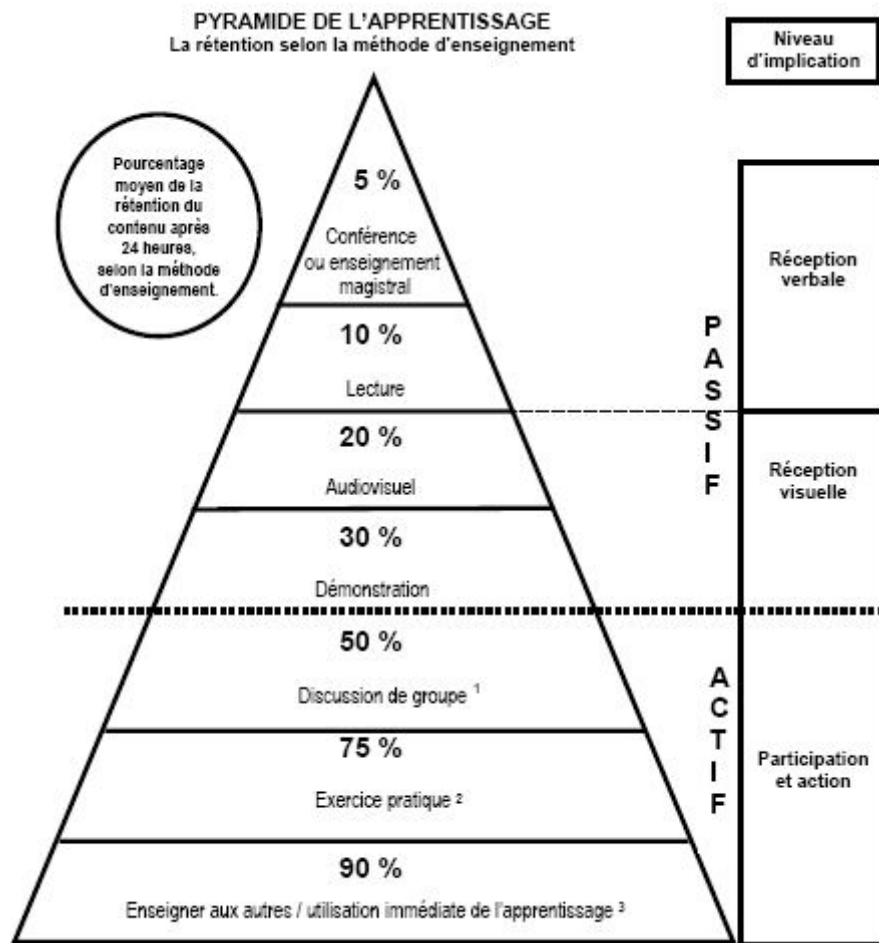 PYRAMIDE DE L'APPRENTISSAGE
La rétention selon la méthode d'enseignement
Niveau
d'implication
Pourcentage
moyen de la
rétention du
contenu après
24 heures,
selon la méthode
d'enseignement.
5 %
Conférence
ou enseignement
magistral
10 %
Lecture
20 %
Audiovisuel
30 %
Démonstration
50 %
Discussion de groupe ¹
75 %
Exercice pratique ²
90 %
Enseigner aux autres / utilisation immédiate de l'apprentissage ³
PASSIF
ACTIF
Réception
verbale
Réception
visuelle
Participation
et action